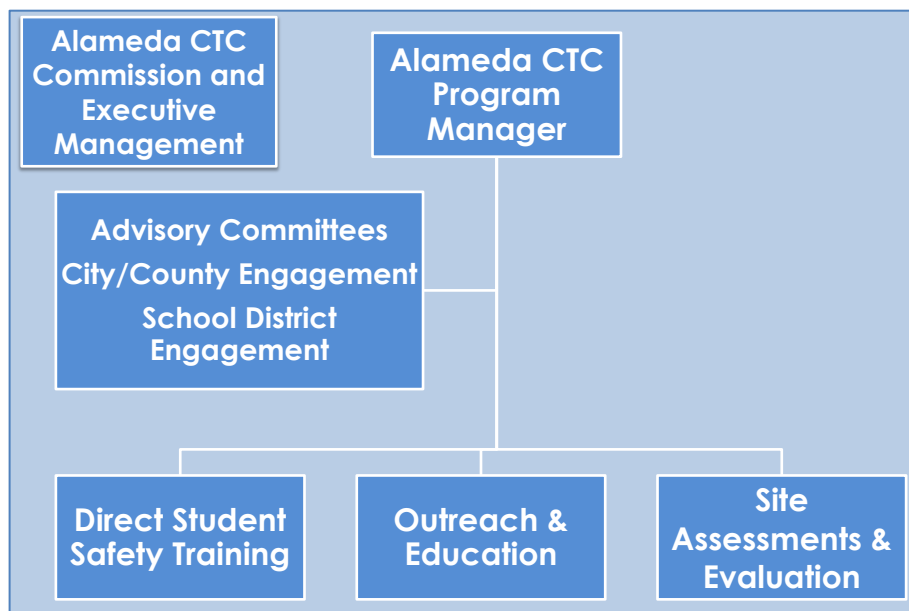 Alameda CTC
Commission and
Executive
Management
Alameda CTC
Program
Manager
Advisory Committees
City/County Engagement
School District
Engagement
Direct Student
Safety Training
Outreach &
Education
Site
Assessments &
Evaluation